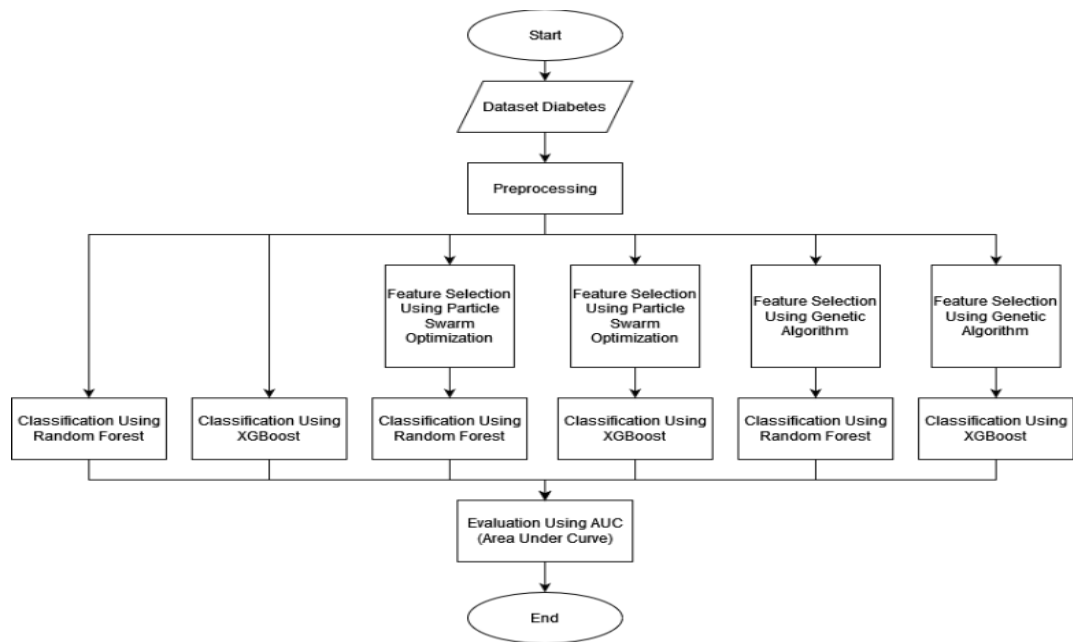 Start
Dataset Diabetes
Preprocessing
Feature Selection
Using Particle
Swarm
Optimization
Feature Selection
Using Particle
Swarm
Optimization
Feature Selection
Using Genetic
Algorithm
Feature Selection
Using Genetic
Algorithm
Classification Using
Random Forest
Classification Using
XGBoost
Classification Using
Random Forest
Classification Using
XGBoost
Classification Using
Random Forest
Classification Using
XGBoost
Evaluation Using AUC
(Area Under Curve)
End